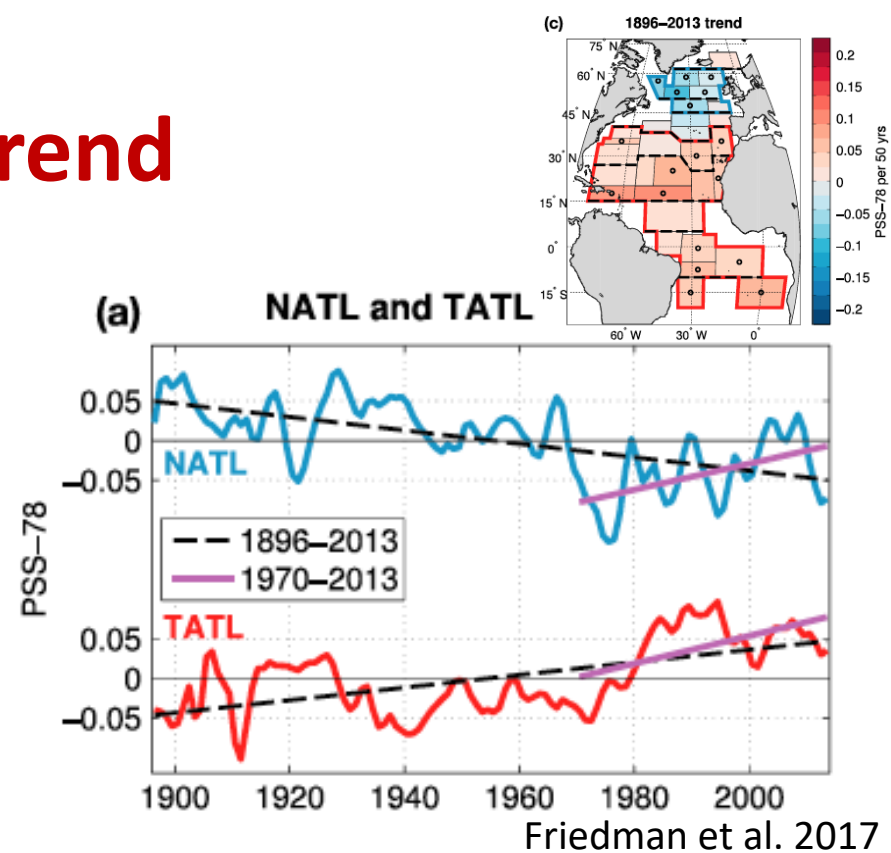 (c) 1896–2013 trend
75° N
60° N
45° N
30° N
15° N
0°
15° S
60° W 30° W 0°
0.2
0.15
0.1
0.05
0
−0.05
−0.1
−0.15
−0.2
PSS–78 per 50 yrs
rend
(a) NATL and TATL
0.05
0
−0.05
NATL
PSS–78
1896–2013
1970–2013
TATL
0.05
0
−0.05
1900 1920 1940 1960 1980 2000
Friedman et al. 2017